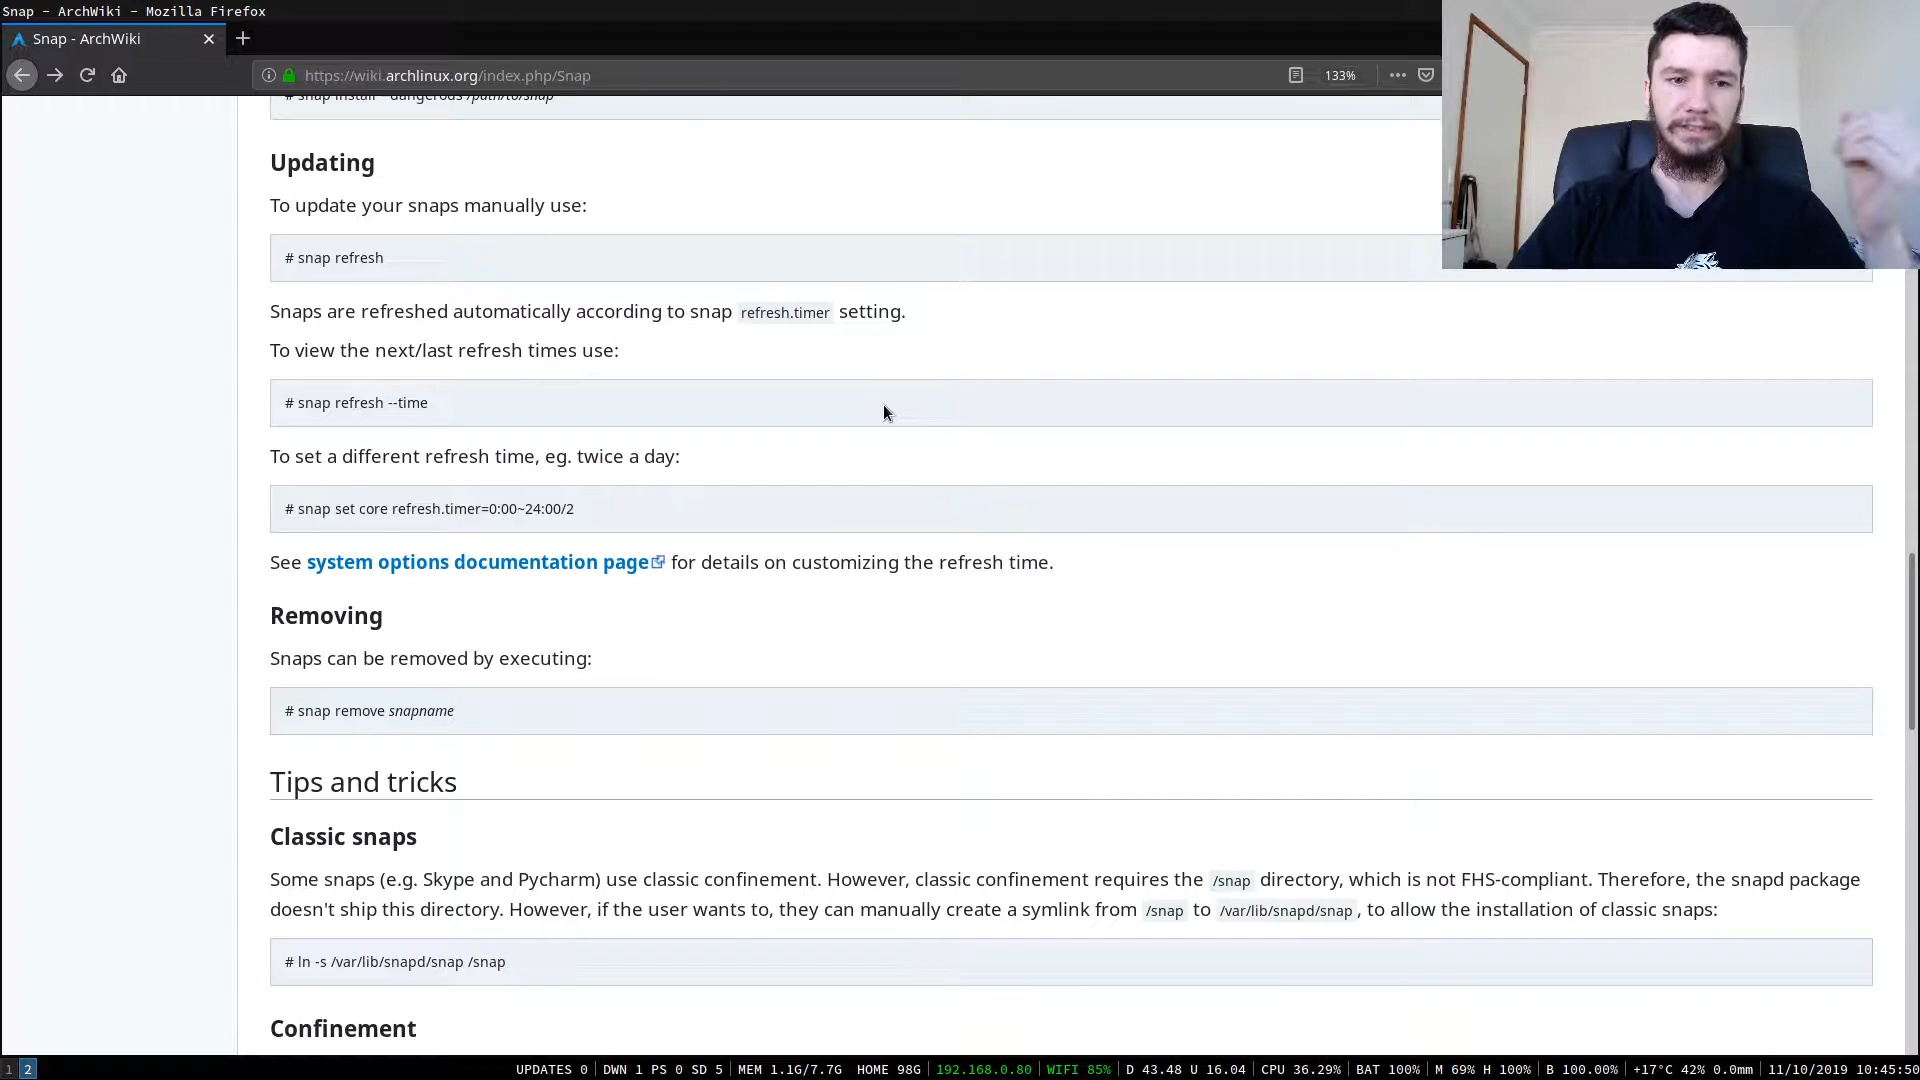 Snap - ArchWiki - Mozilla Firefox
Snap - ArchWiki
https://wiki.archlinux.org/index.php/Snap
133%
# snap install --dangerous /path/to/snap
Updating
To update your snaps manually use:
# snap refresh
Snaps are refreshed automatically according to snap refresh.timer setting.
To view the next/last refresh times use:
# snap refresh --time
To set a different refresh time, eg. twice a day:
# snap set core refresh.timer=0:00~24:00/2
See system options documentation page for details on customizing the refresh time.
Removing
Snaps can be removed by executing:
# snap remove snapname
Tips and tricks
Classic snaps
Some snaps (e.g. Skype and Pycharm) use classic confinement. However, classic confinement requires the /snap directory, which is not FHS-compliant. Therefore, the snapd package
doesn't ship this directory. However, if the user wants to, they can manually create a symlink from /snap to /var/lib/snapd/snap, to allow the installation of classic snaps:
# ln -s /var/lib/snapd/snap /snap
Confinement
1 2 UPDATES 0 | DWN 1 PS 0 SD 5 | MEM 1.1G/7.7G HOME 98G | 192.168.0.80 | WIFI 85% | D 43.48 U 16.04 | CPU 36.29% | BAT 100% | M 69% H 100% | B 100.00% | +17°C 42% 0.0mm | 11/10/2019 10:45:50